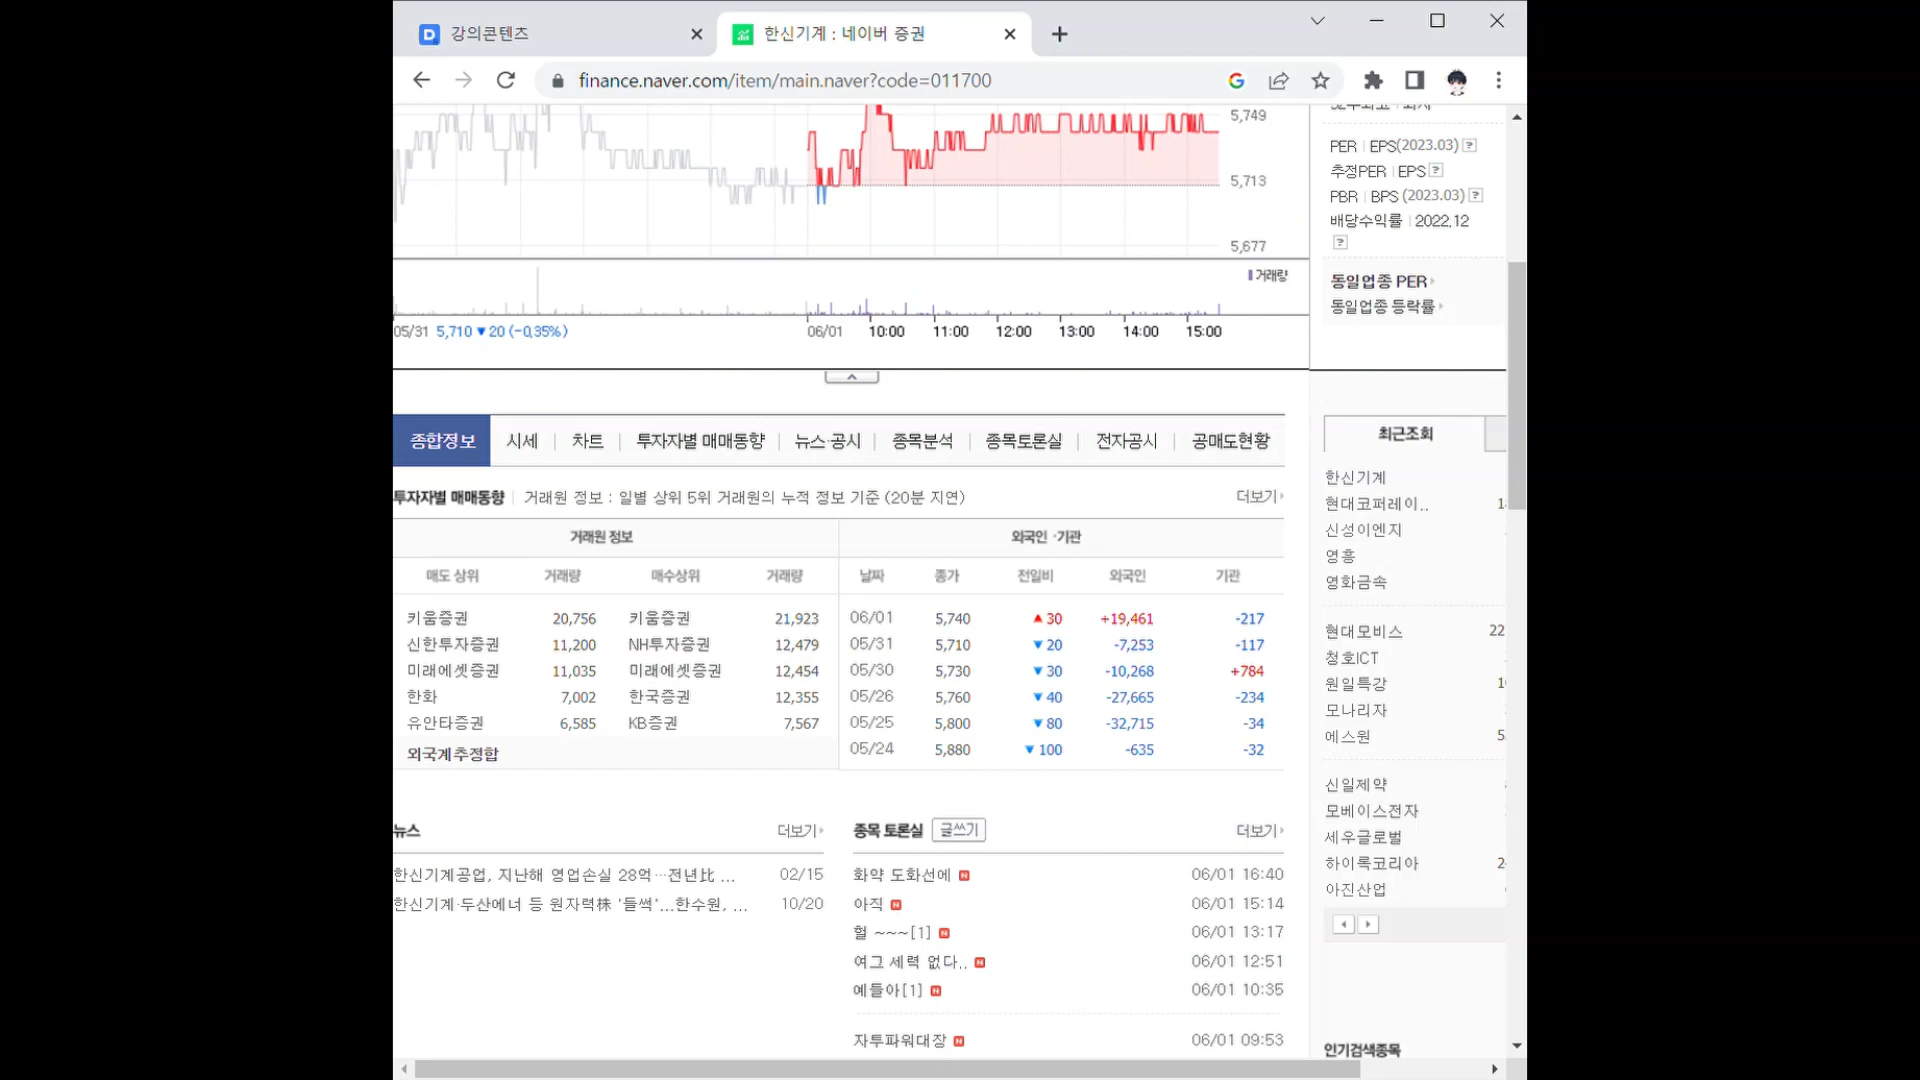 강의콘텐츠
한신기계 : 네이버 증권
finance.naver.com/item/main.naver?code=011700
5,749
5,713
5,677
거래량
05/31 5,710 ▼ 20 (-0.35%)
06/01 10:00 11:00 12:00 13:00 14:00 15:00
PER | EPS(2023.03) ?
추정PER | EPS ?
PBR | BPS (2023.03) ?
배당수익률 | 2022.12
?
동일업종 PER
동일업종 등락률
종합정보 시세 차트 투자자별 매매동향 뉴스·공시 종목분석 종목토론실 전자공시 공매도현황
투자자별 매매동향 | 거래원 정보 : 일별 상위 5위 거래원의 누적 정보 기준 (20분 지연) 더보기
거래원 정보 외국인 ·기관
매도 상위 거래량 매수상위 거래량 날짜 종가 전일비 외국인 기관
키움증권 20,756 키움증권 21,923 06/01 5,740 ▲ 30 +19,461 -217
신한투자증권 11,200 NH투자증권 12,479 05/31 5,710 ▼ 20 -7,253 -117
미래에셋증권 11,035 미래에셋증권 12,454 05/30 5,730 ▼ 30 -10,268 +784
한화 7,002 한국증권 12,355 05/26 5,760 ▼ 40 -27,665 -234
유안타증권 6,585 KB증권 7,567 05/25 5,800 ▼ 80 -32,715 -34
외국계추정합 05/24 5,880 ▼ 100 -635 -32
뉴스 더보기
한신기계공업, 지난해 영업손실 28억…전년比 ... 02/15
한신기계·두산에너 등 원자력株 '들썩'...한수원, ... 10/20
종목 토론실 글쓰기 더보기
화약 도화선에 N 06/01 16:40
아직 N 06/01 15:14
헐 ~~~[1] N 06/01 13:17
여그 세력 없다.. N 06/01 12:51
예들아[1] N 06/01 10:35
자투파워대장 N 06/01 09:53
최근조회
한신기계
현대코퍼레이..
신성이엔지
영흥
영화금속
현대모비스 22
청호ICT
원일특강
모나리자
에스원
신일제약
모베이스전자
세우글로벌
하이록코리아
아진산업
인기검색종목